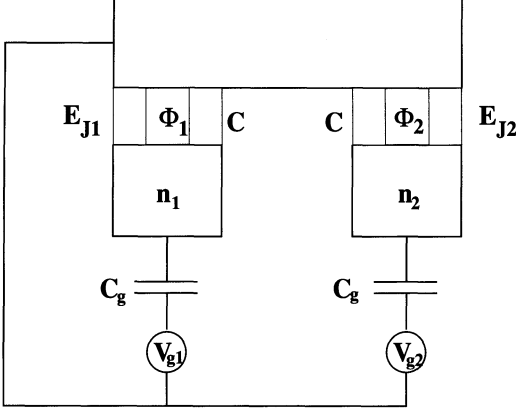 E_J1 Φ_1 C C Φ_2 E_J2
n_1 n_2
C_g C_g
V_g1 V_g2